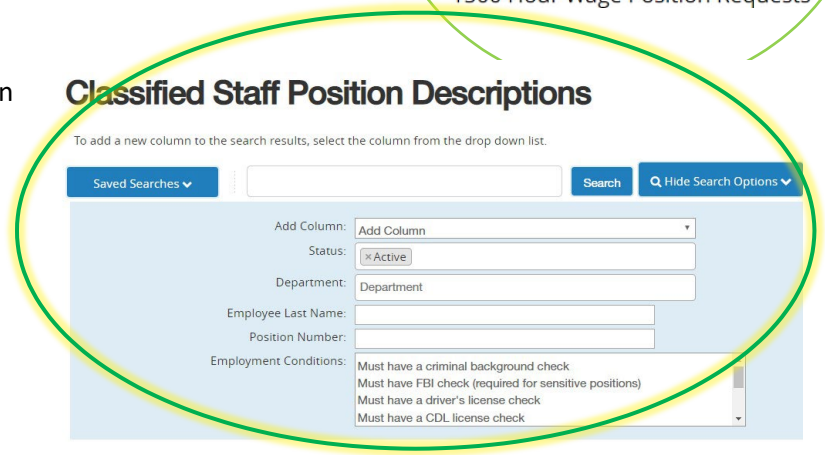 1500 Hour Wage Position Requests
n
Classified Staff Position Descriptions
To add a new column to the search results, select the column from the drop down list.
Saved Searches
Search
Hide Search Options
Add Column: Add Column
Status: ×Active
Department: Department
Employee Last Name:
Position Number:
Employment Conditions: Must have a criminal background check
Must have FBI check (required for sensitive positions)
Must have a driver's license check
Must have a CDL license check